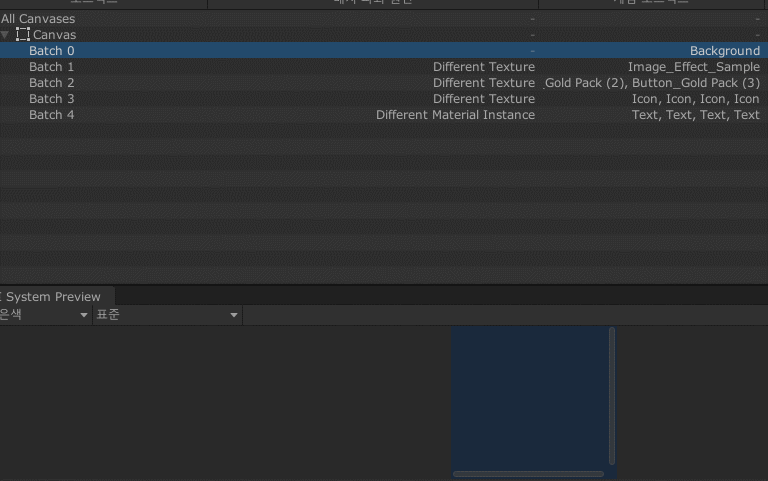 All Canvases - -
Canvas - -
Batch 0 - Background
Batch 1 Different Texture Image_Effect_Sample
Batch 2 Different Texture _Gold Pack (2), Button_Gold Pack (3)
Batch 3 Different Texture Icon, Icon, Icon, Icon
Batch 4 Different Material Instance Text, Text, Text, Text
System Preview
은색 표준